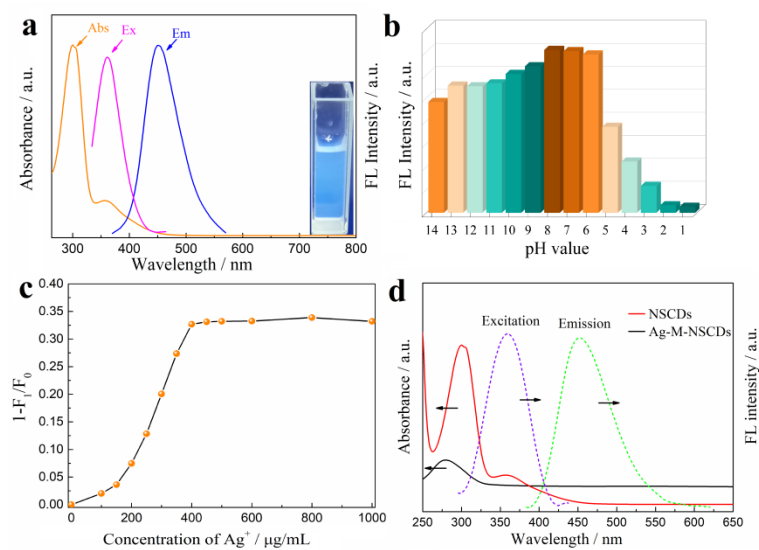 a
Abs
Ex
Em
Absorbance / a.u.
FL Intensity / a.u.
300 400 500 600 700 800
Wavelength / nm
b
FL Intensity / a.u.
14 13 12 11 10 9 8 7 6 5 4 3 2 1
pH value
c
0.40
0.35
0.30
0.25
0.20
0.15
0.10
0.05
0.00
1-F₁/F₀
0 200 400 600 800 1000
Concentration of Ag⁺ / μg/mL
d
NSCDs
Ag-M-NSCDs
Excitation
Emission
Absorbance / a.u.
FL intensity / a.u.
250 300 350 400 450 500 550 600 650
Wavelength / nm